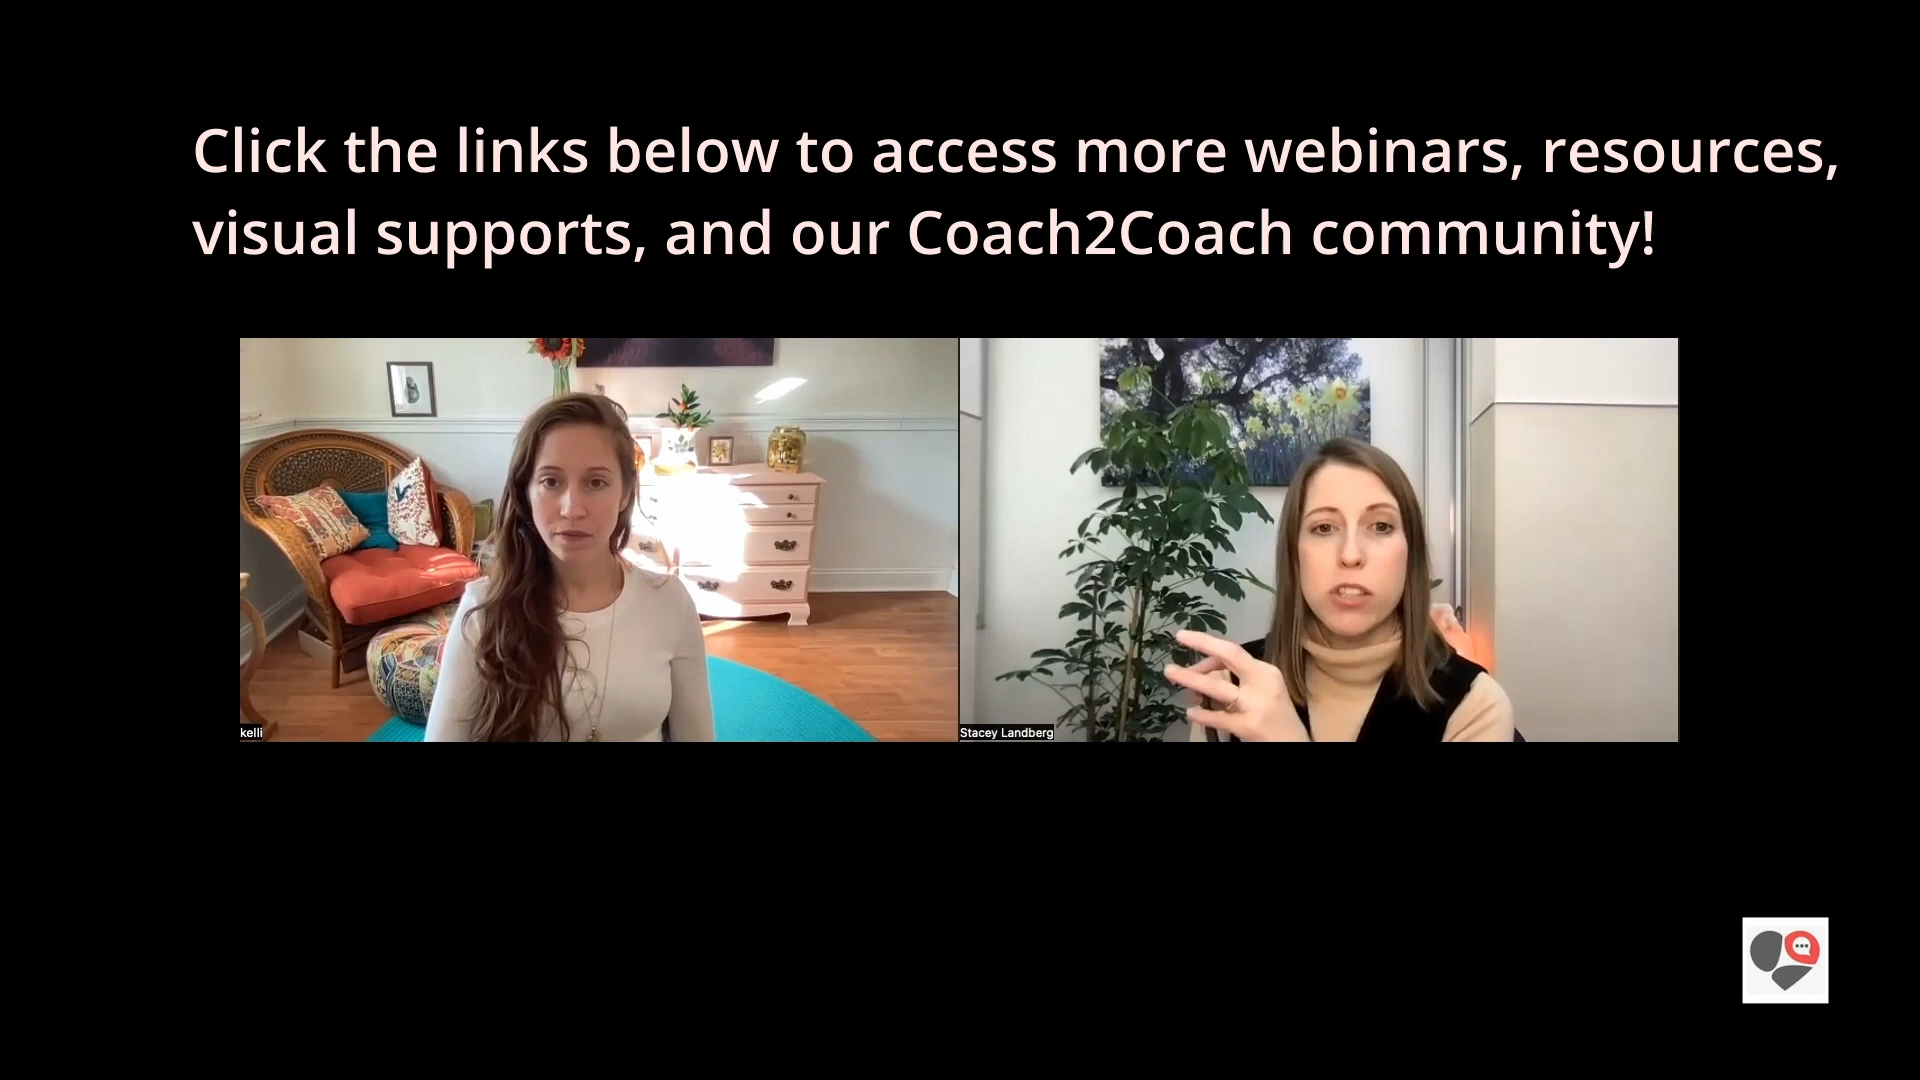 Click the links below to access more webinars, resources,
visual supports, and our Coach2Coach community!
kelli
Stacey Landberg